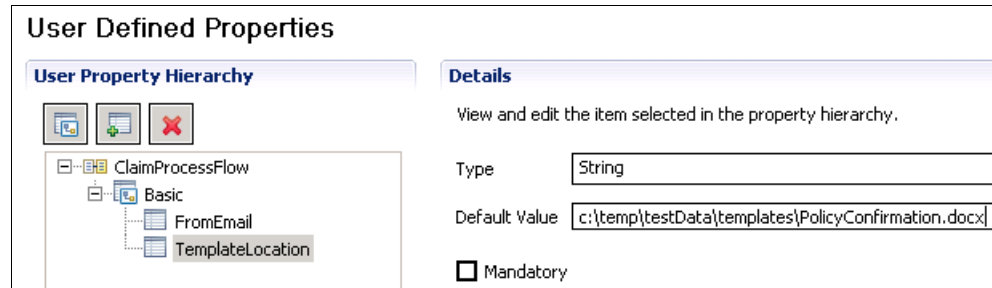 User Defined Properties
User Property Hierarchy
ClaimProcessFlow
Basic
FromEmail
TemplateLocation
Details
View and edit the item selected in the property hierarchy.
Type String
Default Value c:\temp\testData\templates\PolicyConfirmation.docx
Mandatory